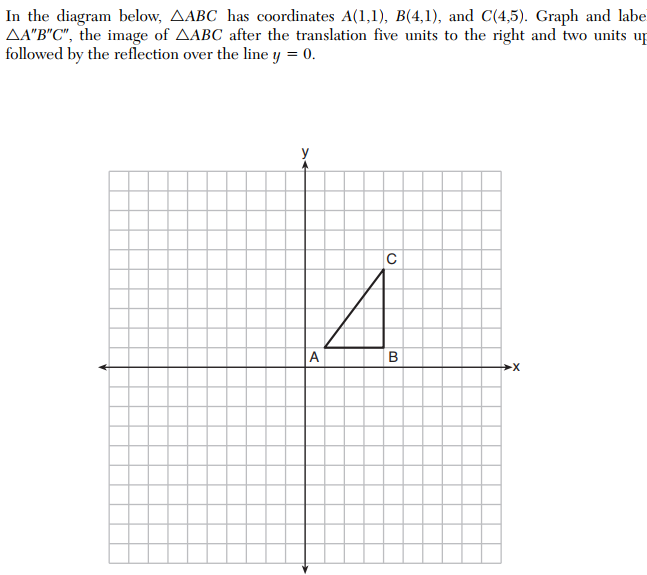 In the diagram below, △ABC has coordinates A(1,1), B(4,1), and C(4,5). Graph and labe
△A″B″C″, the image of △ABC after the translation five units to the right and two units up
followed by the reflection over the line y = 0.
y
C
A
B
x